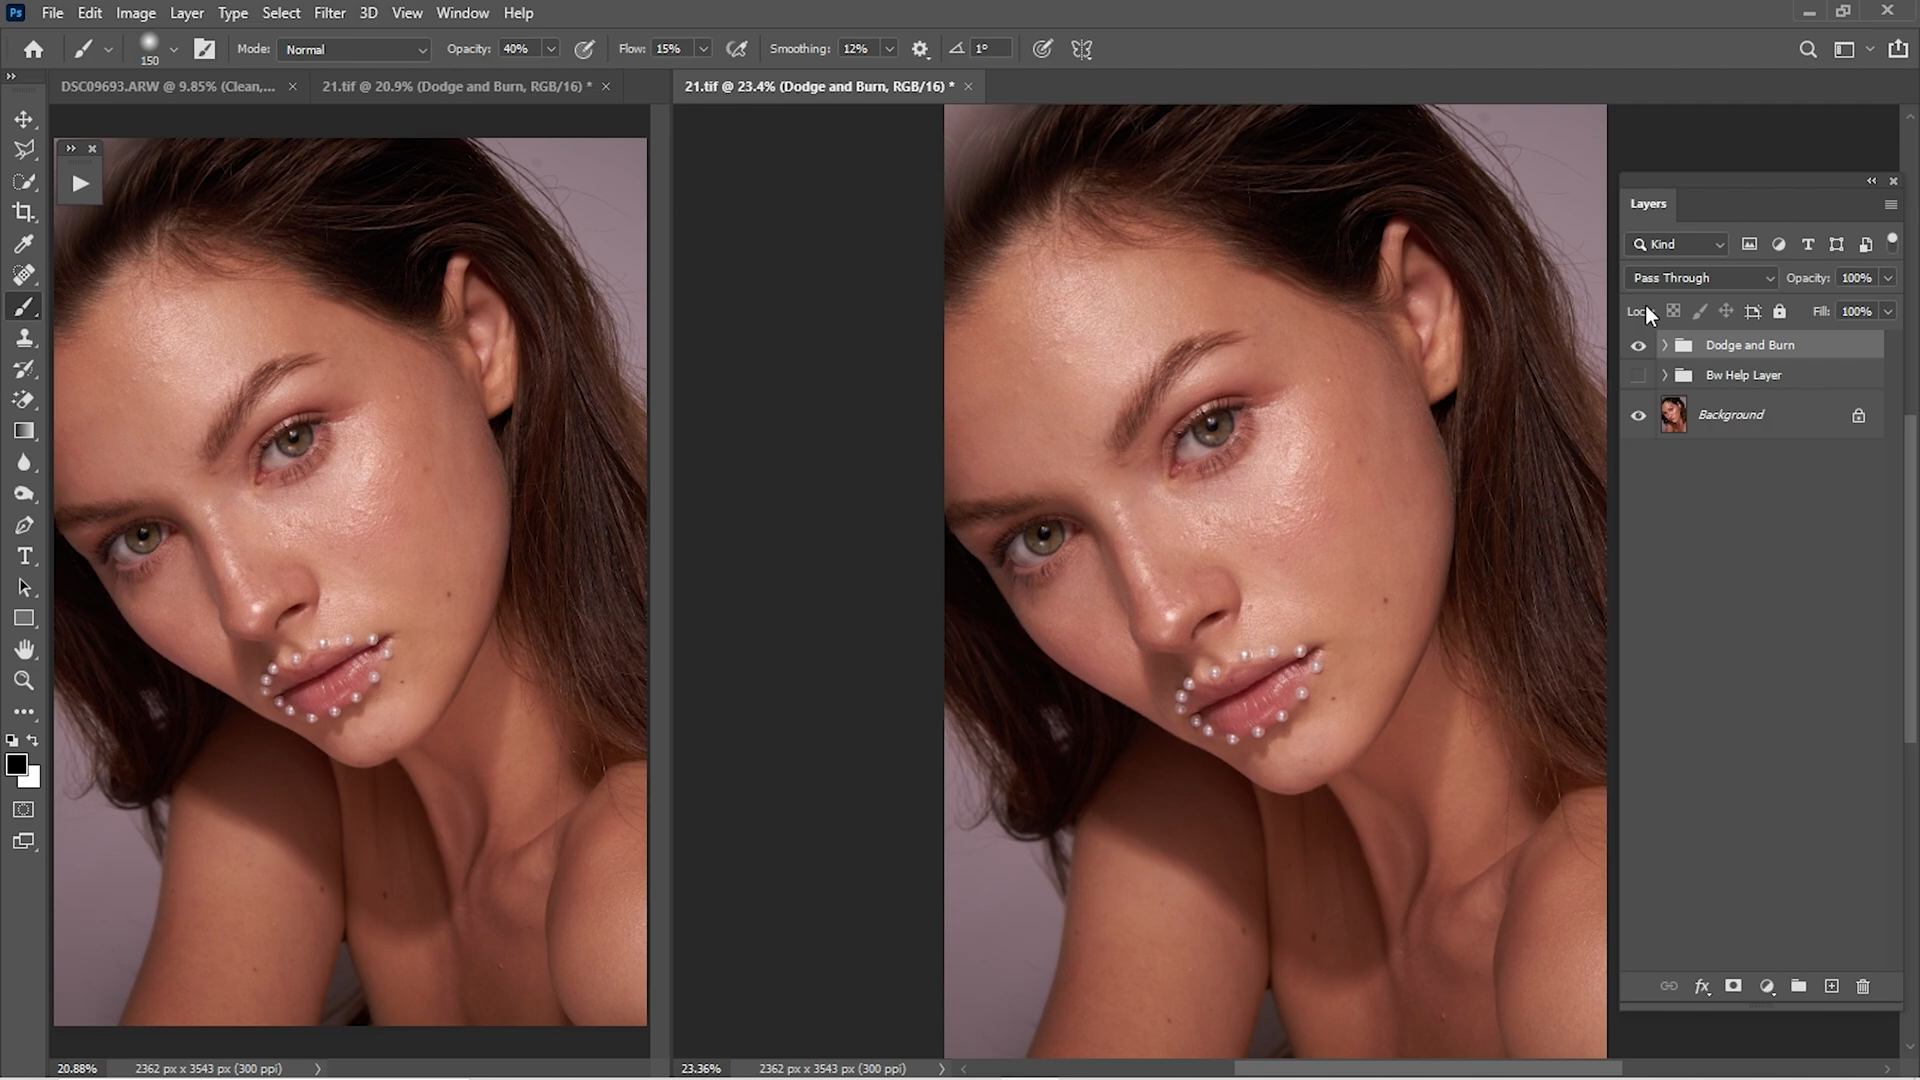 Ps File Edit Image Layer Type Select Filter 3D View Window Help
150 Mode: Normal Opacity: 40% Flow: 15% Smoothing: 12% 1°
DSC09693.ARW @ 9.85% (Clean,... × 21.tif @ 20.9% (Dodge and Burn, RGB/16) * × 21.tif @ 23.4% (Dodge and Burn, RGB/16) * ×
Layers
Kind
Pass Through Opacity: 100%
Fill: 100%
Dodge and Burn
Bw Help Layer
Background
fx
20.88% 2362 px x 3543 px (300 ppi) 23.36% 2362 px x 3543 px (300 ppi)